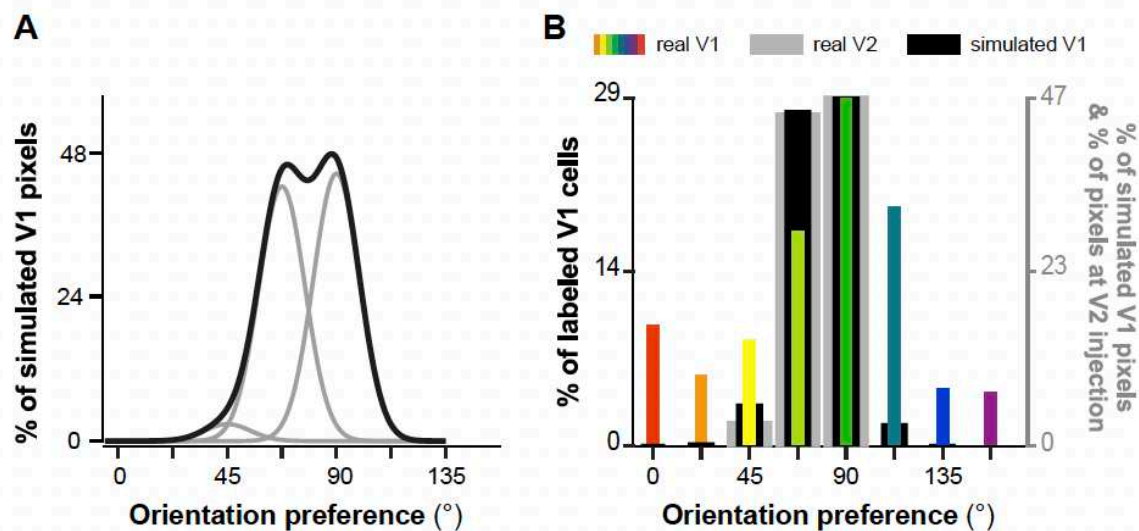 A
% of simulated V1 pixels
48
24
0
0 45 90 135
Orientation preference (°)
B
real V1 real V2 simulated V1
% of labeled V1 cells
29
14
0
0 45 90 135
Orientation preference (°)
47
23
0
% of simulated V1 pixels
& % of pixels at V2 injection